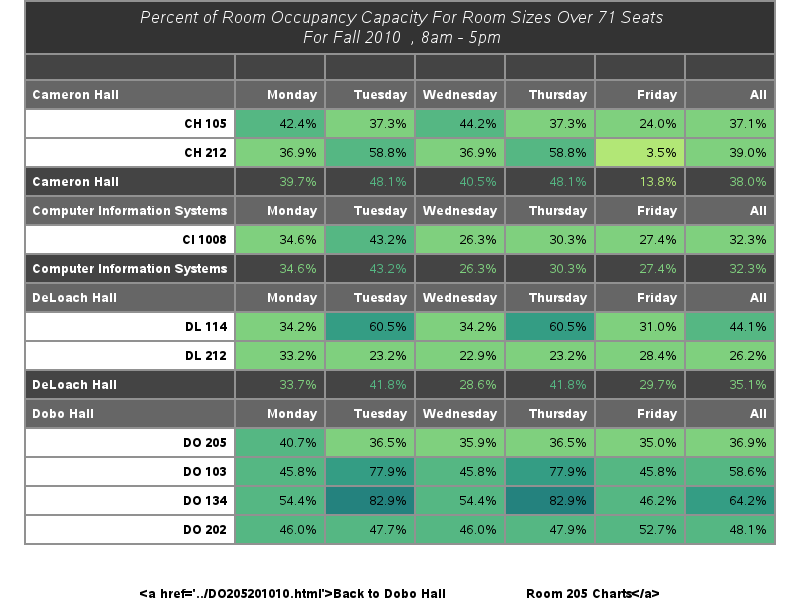 Percent of Room Occupancy Capacity For Room Sizes Over 71 Seats
For Fall 2010 , 8am - 5pm
Cameron Hall Monday Tuesday Wednesday Thursday Friday All
CH 105 42.4% 37.3% 44.2% 37.3% 24.0% 37.1%
CH 212 36.9% 58.8% 36.9% 58.8% 3.5% 39.0%
Cameron Hall 39.7% 48.1% 40.5% 48.1% 13.8% 38.0%
Computer Information Systems Monday Tuesday Wednesday Thursday Friday All
CI 1008 34.6% 43.2% 26.3% 30.3% 27.4% 32.3%
Computer Information Systems 34.6% 43.2% 26.3% 30.3% 27.4% 32.3%
DeLoach Hall Monday Tuesday Wednesday Thursday Friday All
DL 114 34.2% 60.5% 34.2% 60.5% 31.0% 44.1%
DL 212 33.2% 23.2% 22.9% 23.2% 28.4% 26.2%
DeLoach Hall 33.7% 41.8% 28.6% 41.8% 29.7% 35.1%
Dobo Hall Monday Tuesday Wednesday Thursday Friday All
DO 205 40.7% 36.5% 35.9% 36.5% 35.0% 36.9%
DO 103 45.8% 77.9% 45.8% 77.9% 45.8% 58.6%
DO 134 54.4% 82.9% 54.4% 82.9% 46.2% 64.2%
DO 202 46.0% 47.7% 46.0% 47.9% 52.7% 48.1%
<a href='../DO205201010.html'>Back to Dobo Hall Room 205 Charts</a>